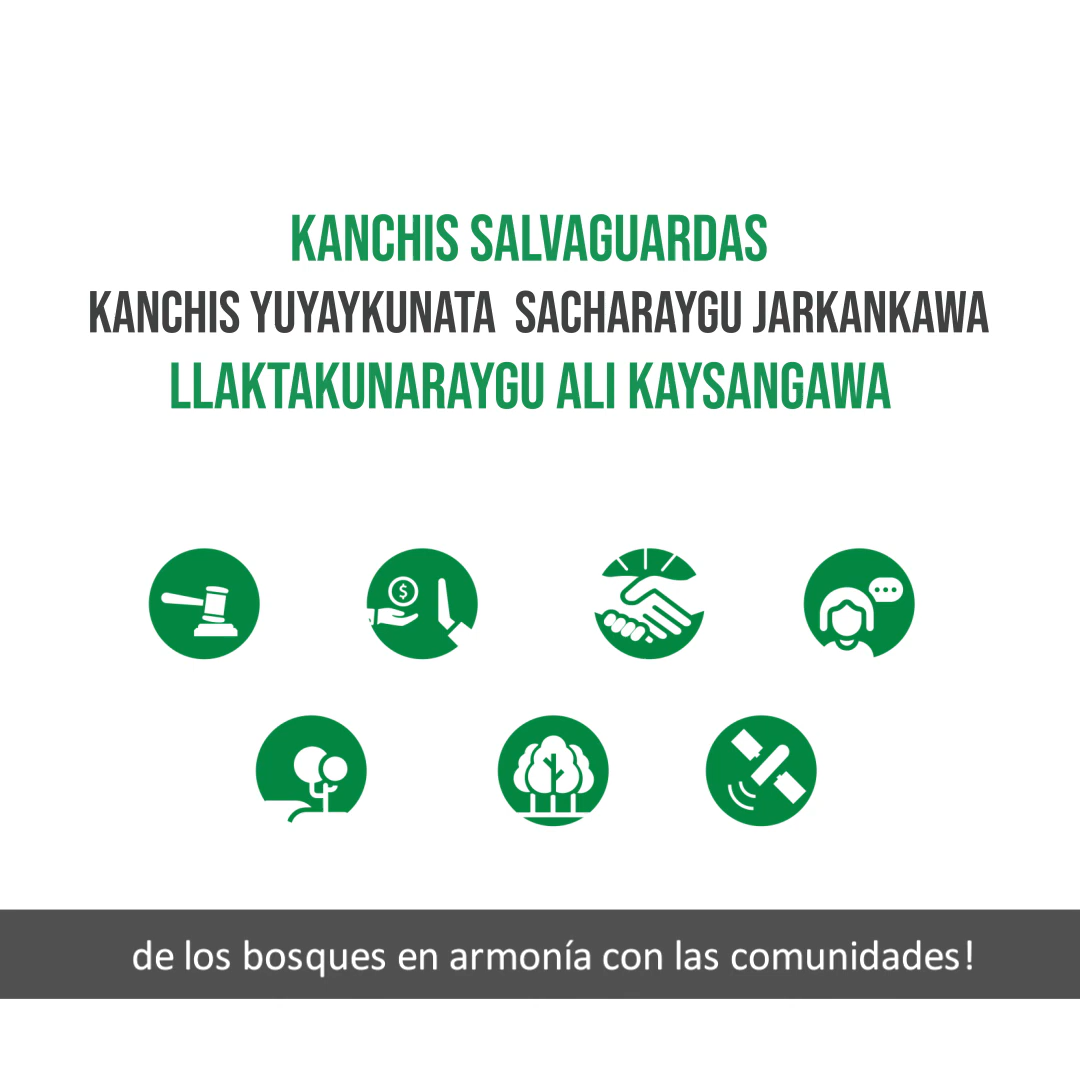 KANCHIS SALVAGUARDAS
KANCHIS YUYAYKUNATA SACHARAYGU JARKANKAWA
LLAKTAKUNARAYGU ALI KAYSANGAWA
$
de los bosques en armonía con las comunidades!